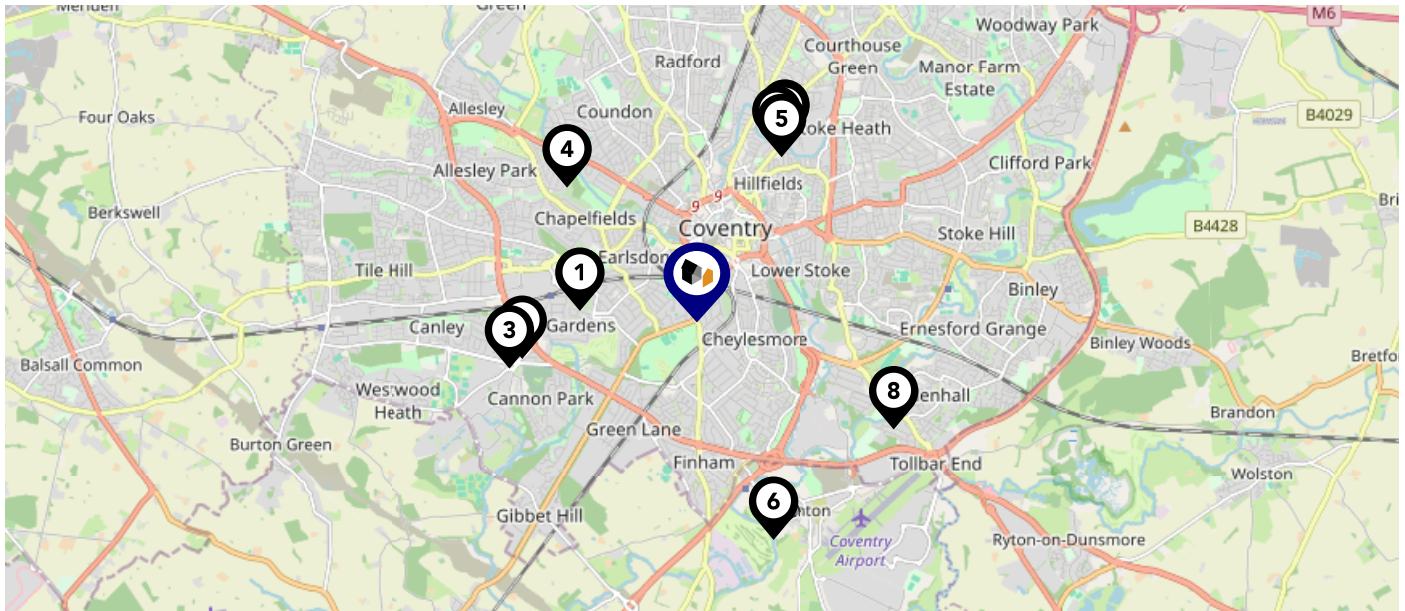 Green
M6
Woodway Park
Courthouse
Green
Radford
Manor Farm
Estate
Allesley
Coundon
Four Oaks
B4029
5
Stoke Heath
4
Allesley Park
Clifford Park
Hillfields
9
9
Berkswell
Chapelfields
Coventry
B4428
Stoke Hill
Earlsdon
Tile Hill
1
Lower Stoke
Binley
3
Canley
Gardens
Ernesford Grange
Cheylesmore
Binley Woods
Balsall Common
Westwood
Heath
Cannon Park
8
enhall
Brandon
Green Lane
Burton Green
Finham
Tollbar End
Wolston
6
nton
Gibbet Hill
Coventry
Airport
Ryton-on-Dunsmore